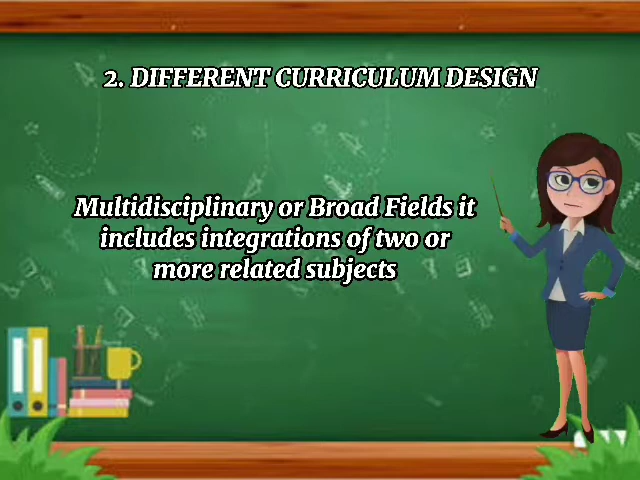 2. DIFFERENT CURRICULUM DESIGN
Multidisciplinary or Broad Fields it
includes integrations of two or
more related subjects